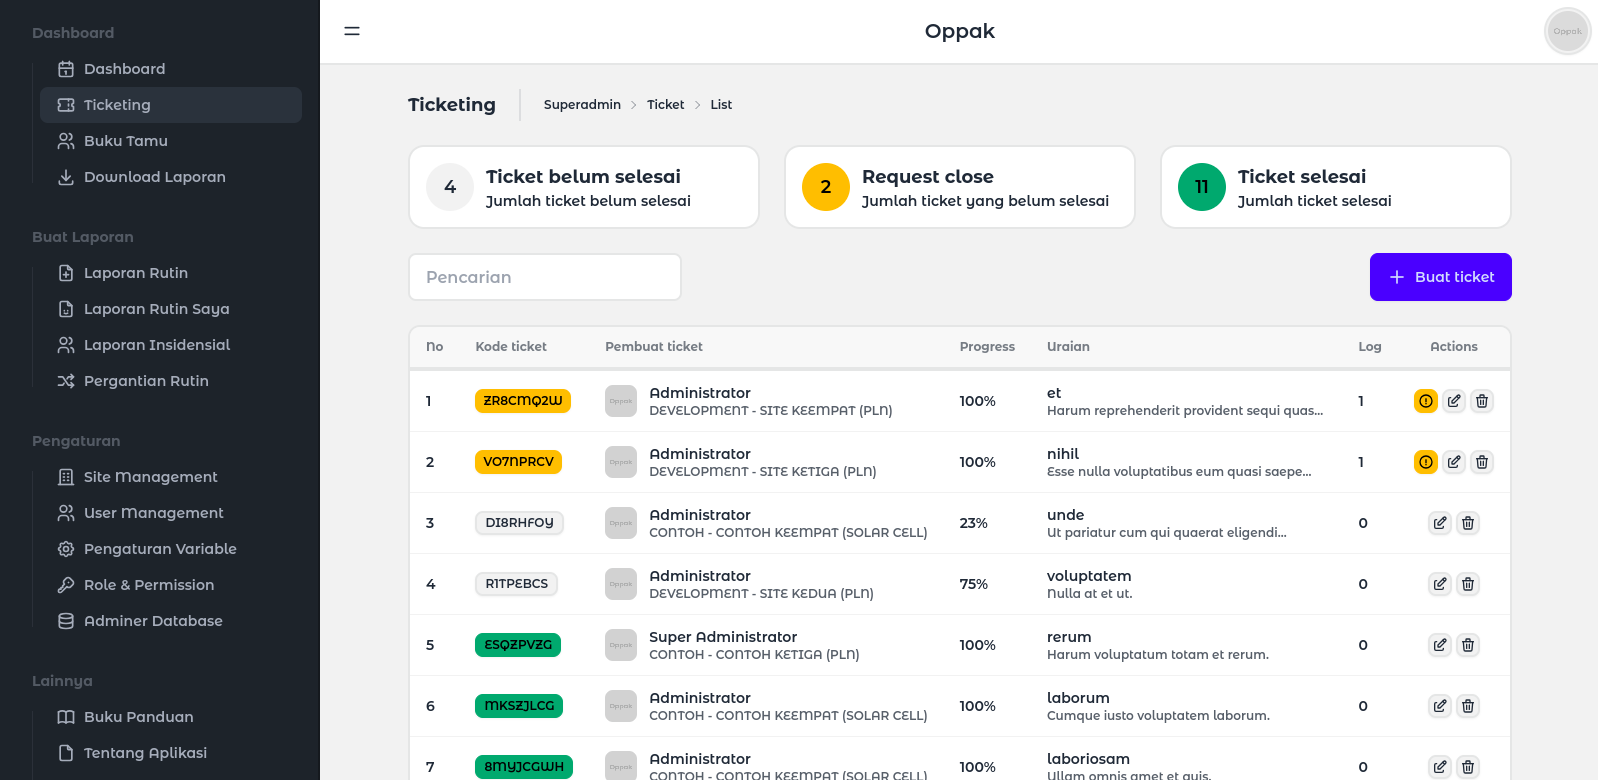 Dashboard
Dashboard
Ticketing
Buku Tamu
Download Laporan
Buat Laporan
Laporan Rutin
Laporan Rutin Saya
Laporan Insidensial
Pergantian Rutin
Pengaturan
Site Management
User Management
Pengaturan Variable
Role & Permission
Adminer Database
Lainnya
Buku Panduan
Tentang Aplikasi
Oppak
Oppak
Ticketing
Superadmin > Ticket > List
4
Ticket belum selesai
Jumlah ticket belum selesai
2
Request close
Jumlah ticket yang belum selesai
11
Ticket selesai
Jumlah ticket selesai
Pencarian
+ Buat ticket
No Kode ticket Pembuat ticket Progress Uraian Log Actions
1 ZR8CMQ2W Oppak Administrator 100% et 1
DEVELOPMENT - SITE KEEMPAT (PLN) Harum reprehenderit provident sequi quas...
2 VO7NPRCV Oppak Administrator 100% nihil 1
DEVELOPMENT - SITE KETIGA (PLN) Esse nulla voluptatibus eum quasi saepe...
3 DI8RHFOY Oppak Administrator 23% unde 0
CONTOH - CONTOH KEEMPAT (SOLAR CELL) Ut pariatur cum qui quaerat eligendi...
4 R1TPEBCS Oppak Administrator 75% voluptatem 0
DEVELOPMENT - SITE KEDUA (PLN) Nulla at et ut.
5 ESQZPVZG Oppak Super Administrator 100% rerum 0
CONTOH - CONTOH KETIGA (PLN) Harum voluptatum totam et rerum.
6 MKSZJLCG Oppak Administrator 100% laborum 0
CONTOH - CONTOH KEEMPAT (SOLAR CELL) Cumque iusto voluptatem laborum.
7 8MYJCGWH Oppak Administrator 100% laboriosam 0
CONTOH - CONTOH KEEMPAT (SOLAR CELL) Ullam omnis amet et quis.